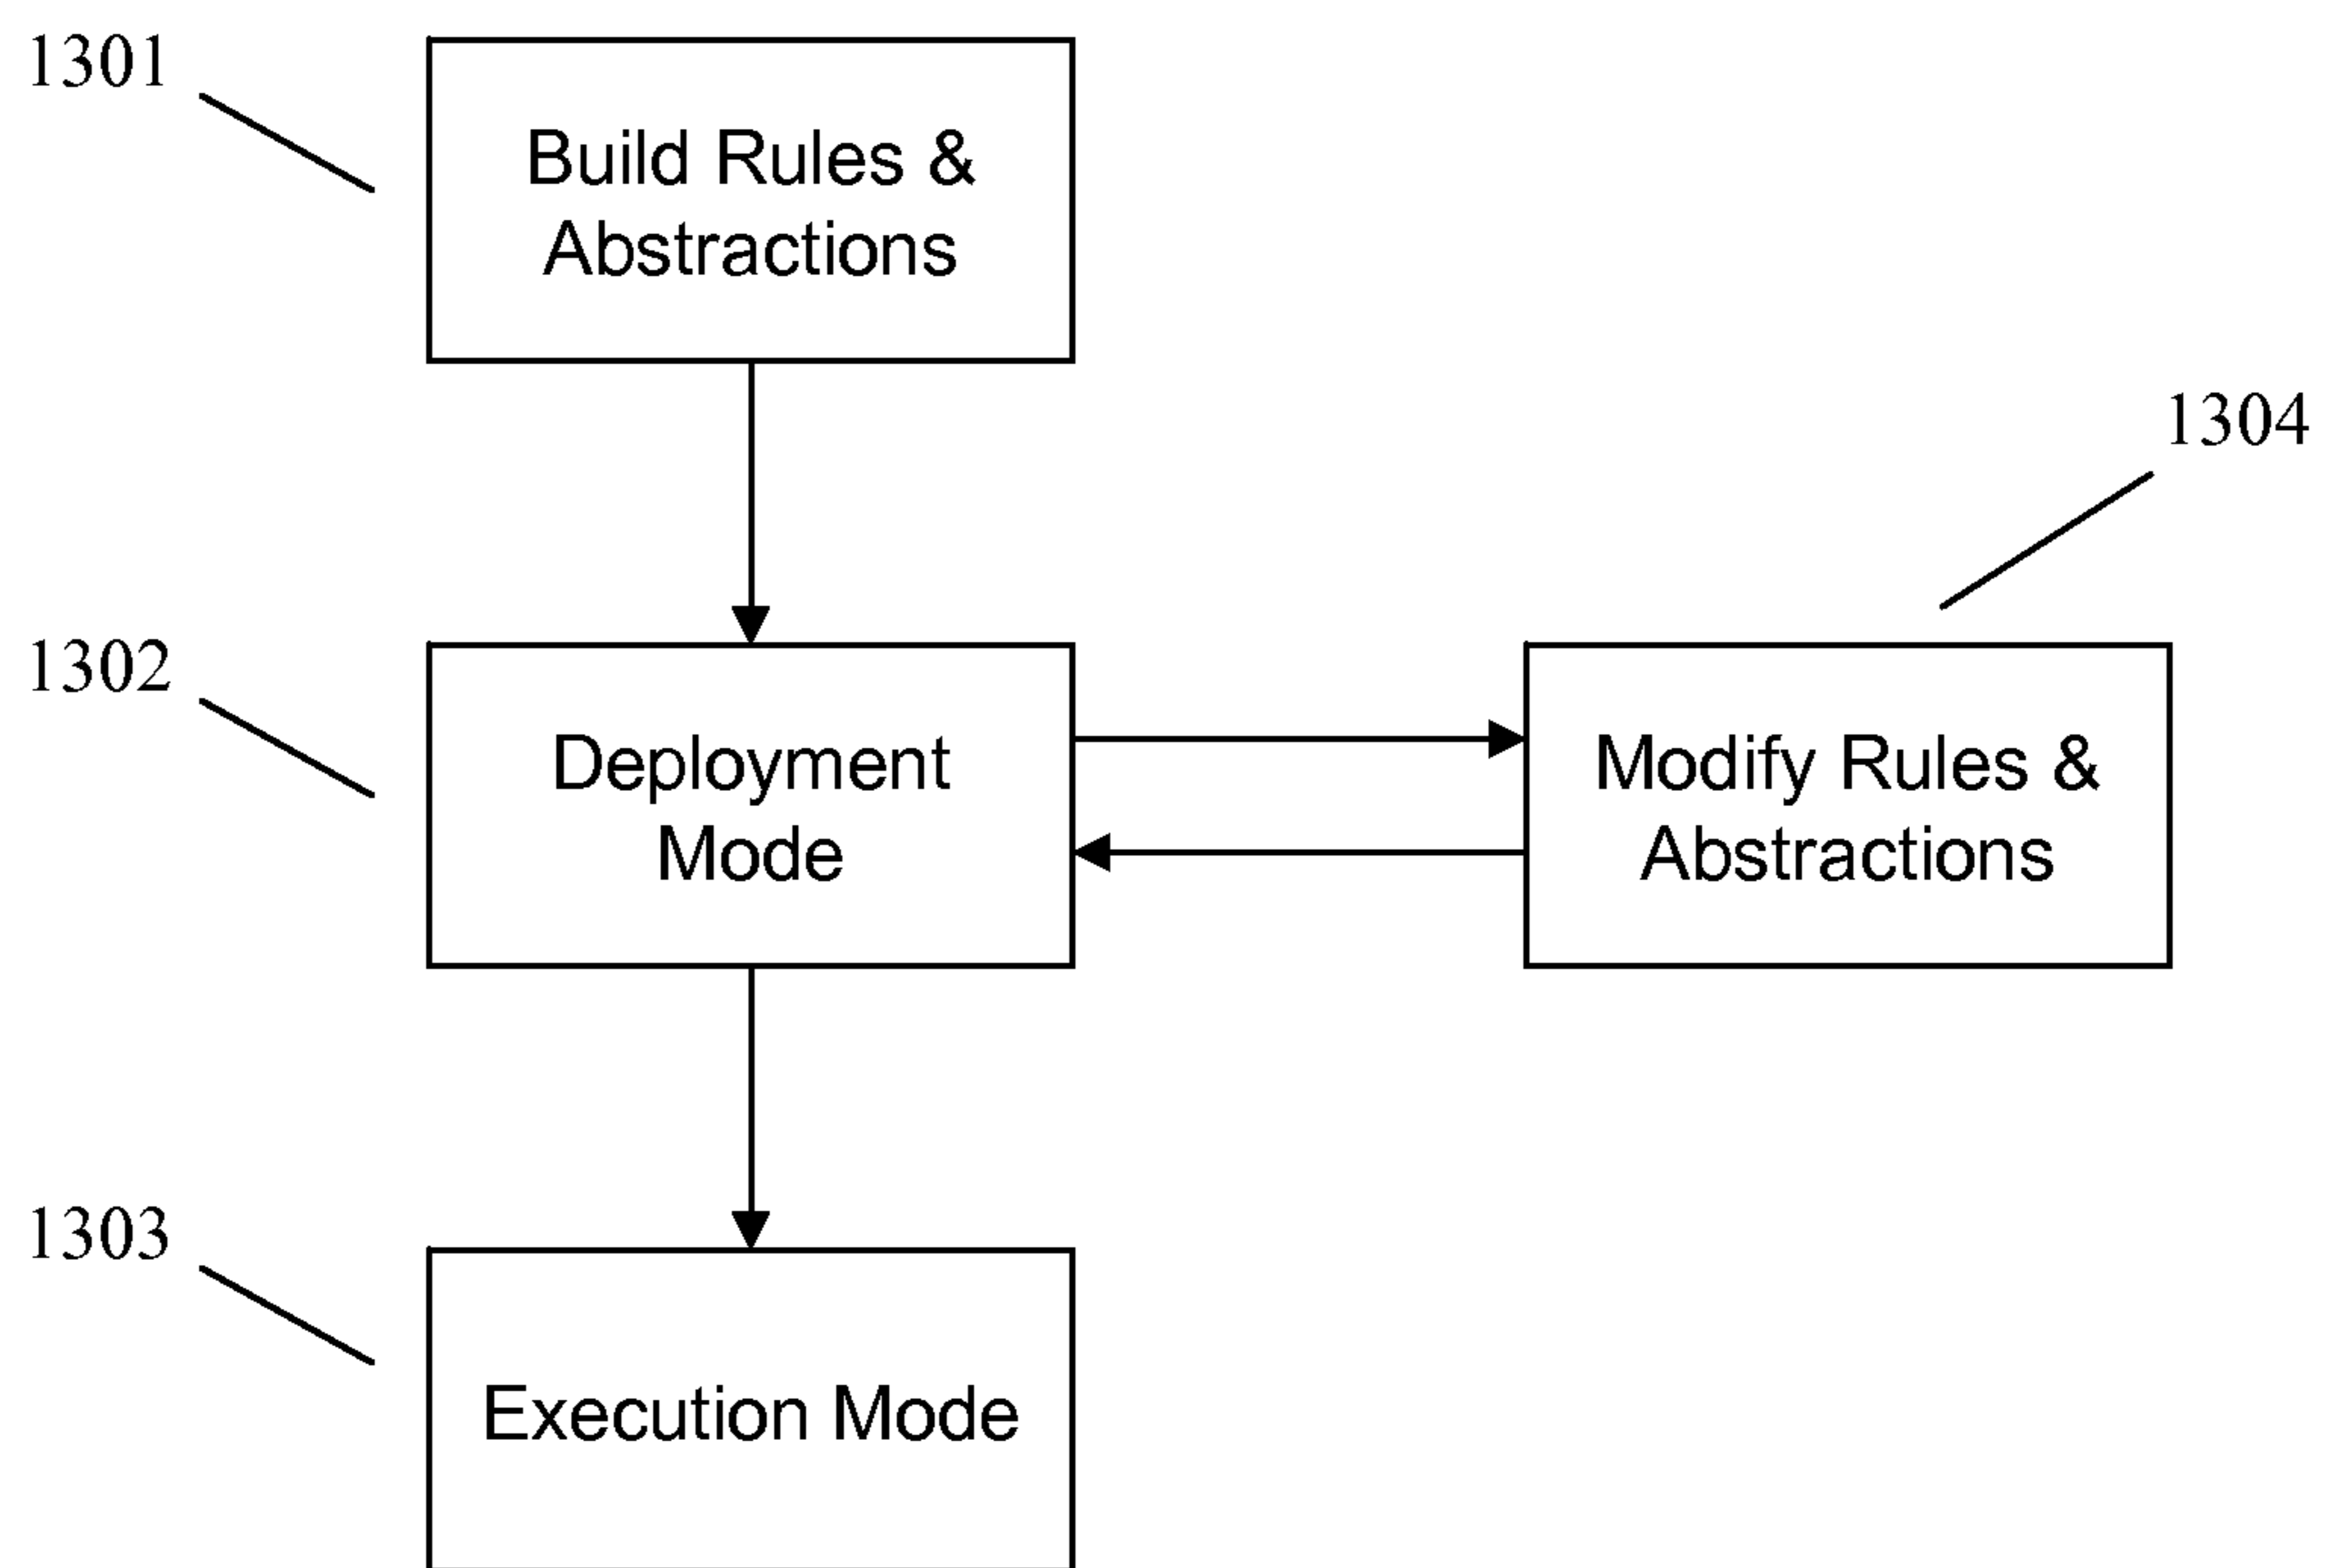 1301
Build Rules &
Abstractions
1304
1302
Deployment
Mode
Modify Rules &
Abstractions
1303
Execution Mode